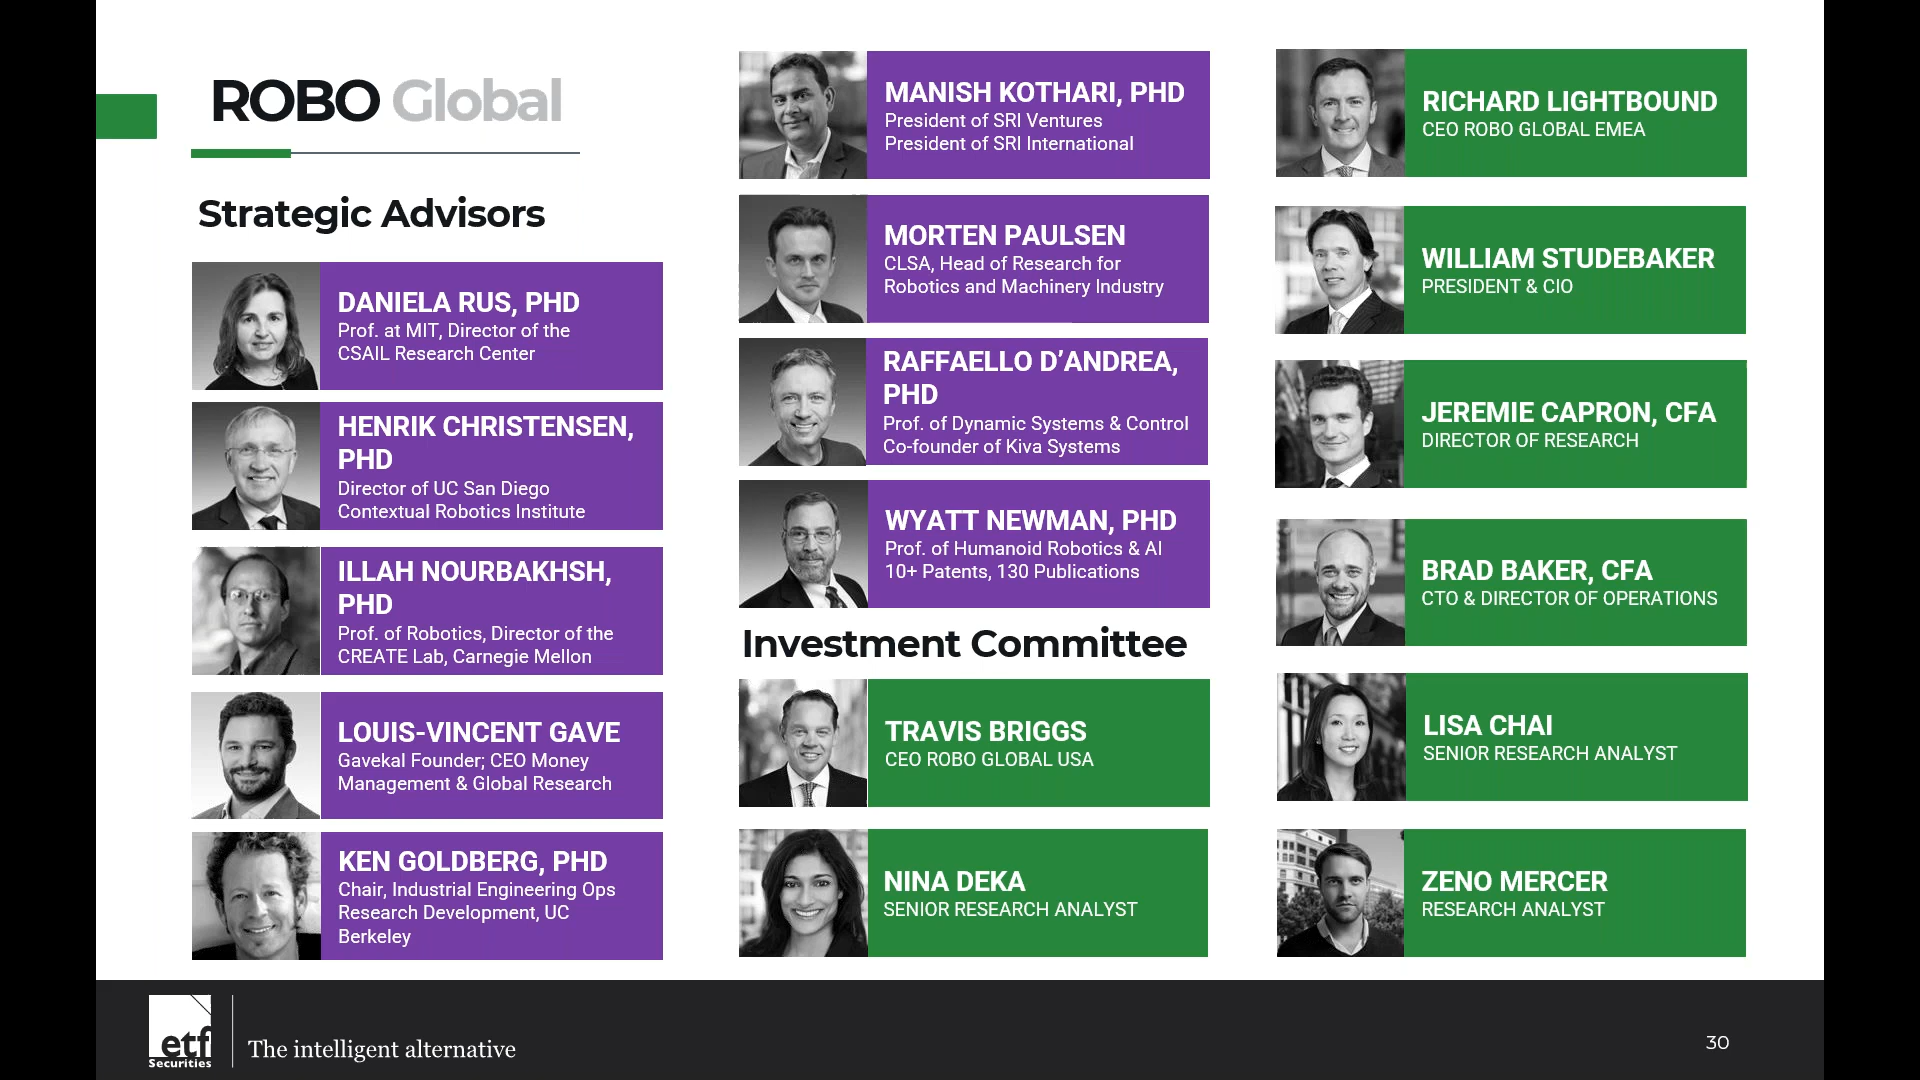 ROBO Global
Strategic Advisors
DANIELA RUS, PHD
Prof. at MIT, Director of the
CSAIL Research Center
HENRIK CHRISTENSEN,
PHD
Director of UC San Diego
Contextual Robotics Institute
ILLAH NOURBAKHSH,
PHD
Prof. of Robotics, Director of the
CREATE Lab, Carnegie Mellon
LOUIS-VINCENT GAVE
Gavekal Founder; CEO Money
Management & Global Research
KEN GOLDBERG, PHD
Chair, Industrial Engineering Ops
Research Development, UC
Berkeley
MANISH KOTHARI, PHD
President of SRI Ventures
President of SRI International
MORTEN PAULSEN
CLSA, Head of Research for
Robotics and Machinery Industry
RAFFAELLO D’ANDREA,
PHD
Prof. of Dynamic Systems & Control
Co-founder of Kiva Systems
WYATT NEWMAN, PHD
Prof. of Humanoid Robotics & AI
10+ Patents, 130 Publications
Investment Committee
TRAVIS BRIGGS
CEO ROBO GLOBAL USA
NINA DEKA
SENIOR RESEARCH ANALYST
RICHARD LIGHTBOUND
CEO ROBO GLOBAL EMEA
WILLIAM STUDEBAKER
PRESIDENT & CIO
JEREMIE CAPRON, CFA
DIRECTOR OF RESEARCH
BRAD BAKER, CFA
CTO & DIRECTOR OF OPERATIONS
LISA CHAI
SENIOR RESEARCH ANALYST
ZENO MERCER
RESEARCH ANALYST
etf
Securities
The intelligent alternative
30